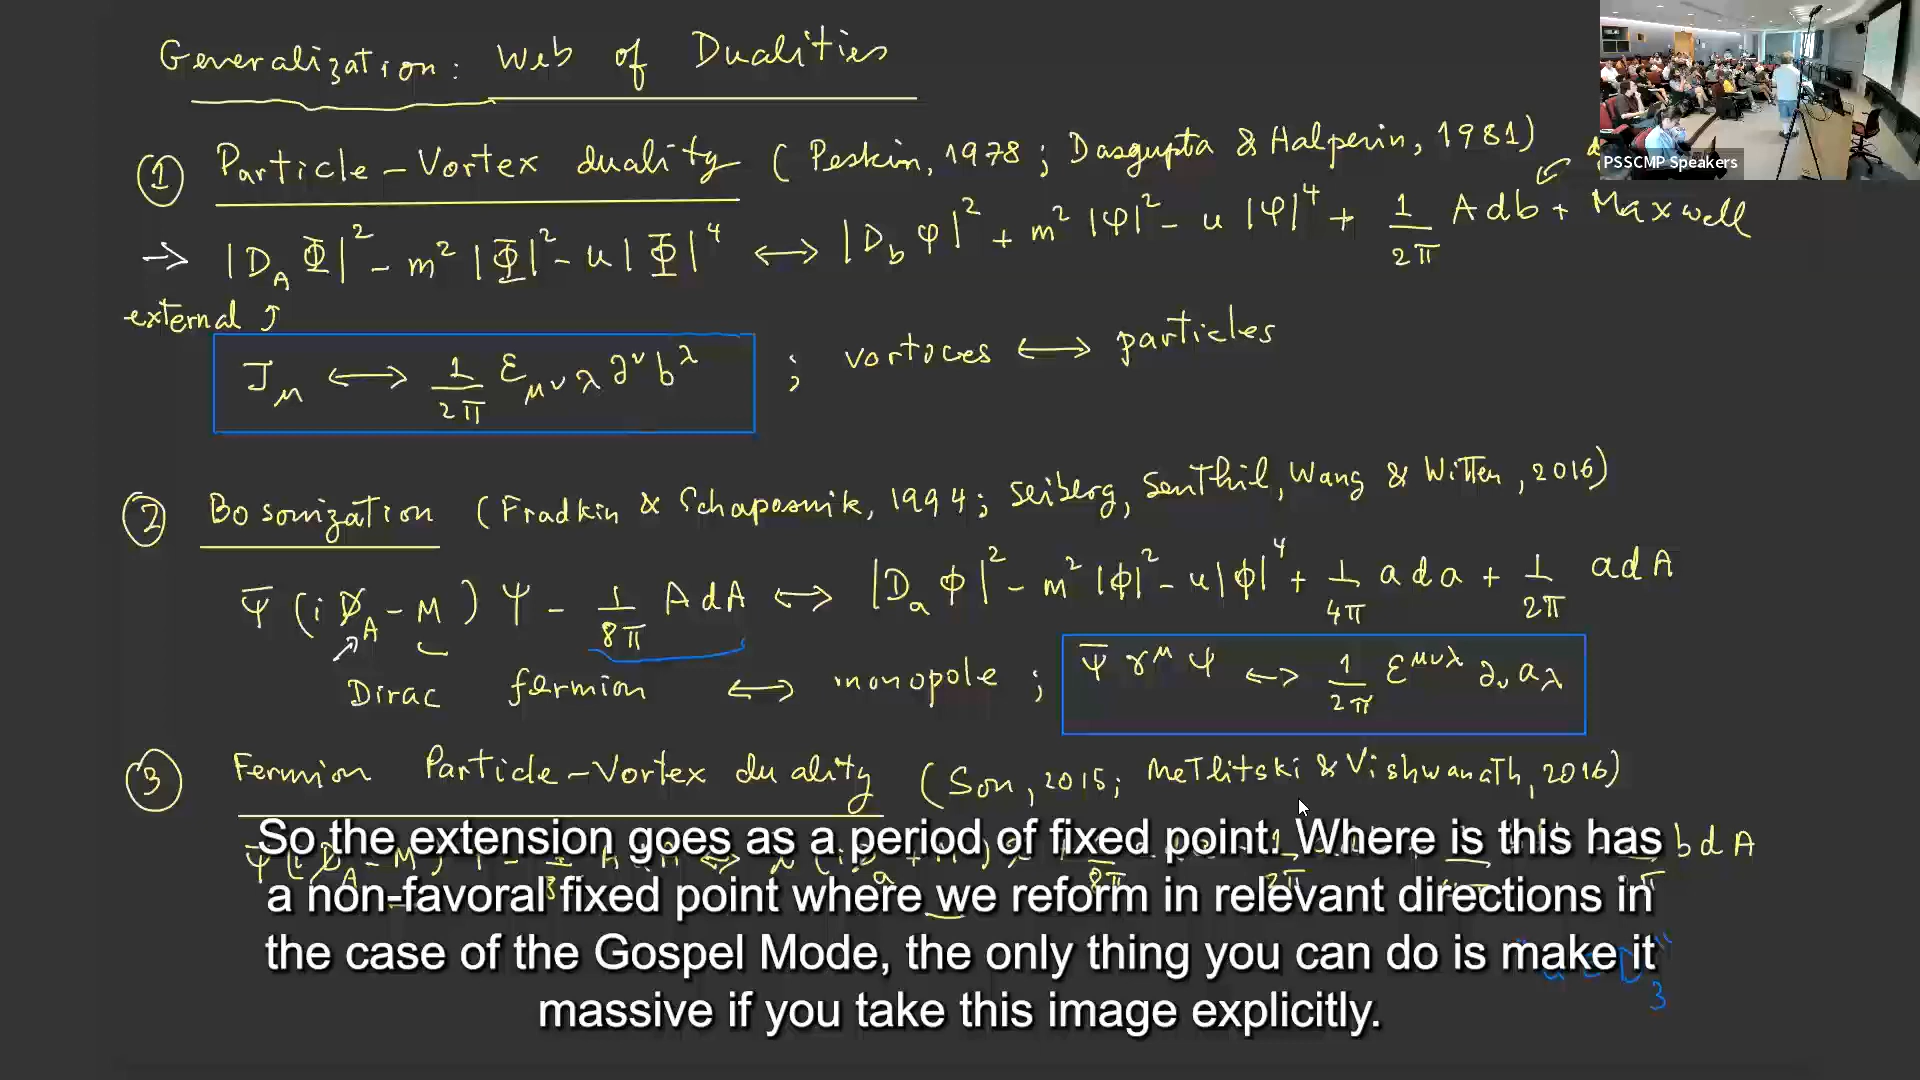 Generalization: Web of Dualities
① Particle-Vortex duality (Peskin, 1978; Dasgupta & Halperin, 1981)
PSSCMP Speakers
→ |D_A Φ|² - m² |Φ|² - u |Φ|⁴ ⟷ |D_b φ|² + m² |φ|² - u |φ|⁴ + 1/2π A d b + Maxwell
external ↑
J_μ ⟷ 1/2π ε_μνλ ∂^ν b^λ ; vortices ⟷ particles
② Bosonization (Fradkin & Schaposnik, 1994; Seiberg, Senthil, Wang & Witten, 2016)
Ψ̄ (i D̸_A - M) Ψ - 1/8π A d A ⟷ |D_a ϕ|² - m² |ϕ|² - u |ϕ|⁴ + 1/4π a d a + 1/2π a d A
Dirac fermion ⟷ monopole ; Ψ̄ γ^μ Ψ ⟷ 1/2π ε^μνλ ∂_ν a_λ
③ Fermion Particle-Vortex duality (Son, 2015; Metlitski & Vishwanath, 2016)
b d A
So the extension goes as a period of fixed point. Where is this has
a non-favoral fixed point where we reform in relevant directions in
the case of the Gospel Mode, the only thing you can do is make it
massive if you take this image explicitly.